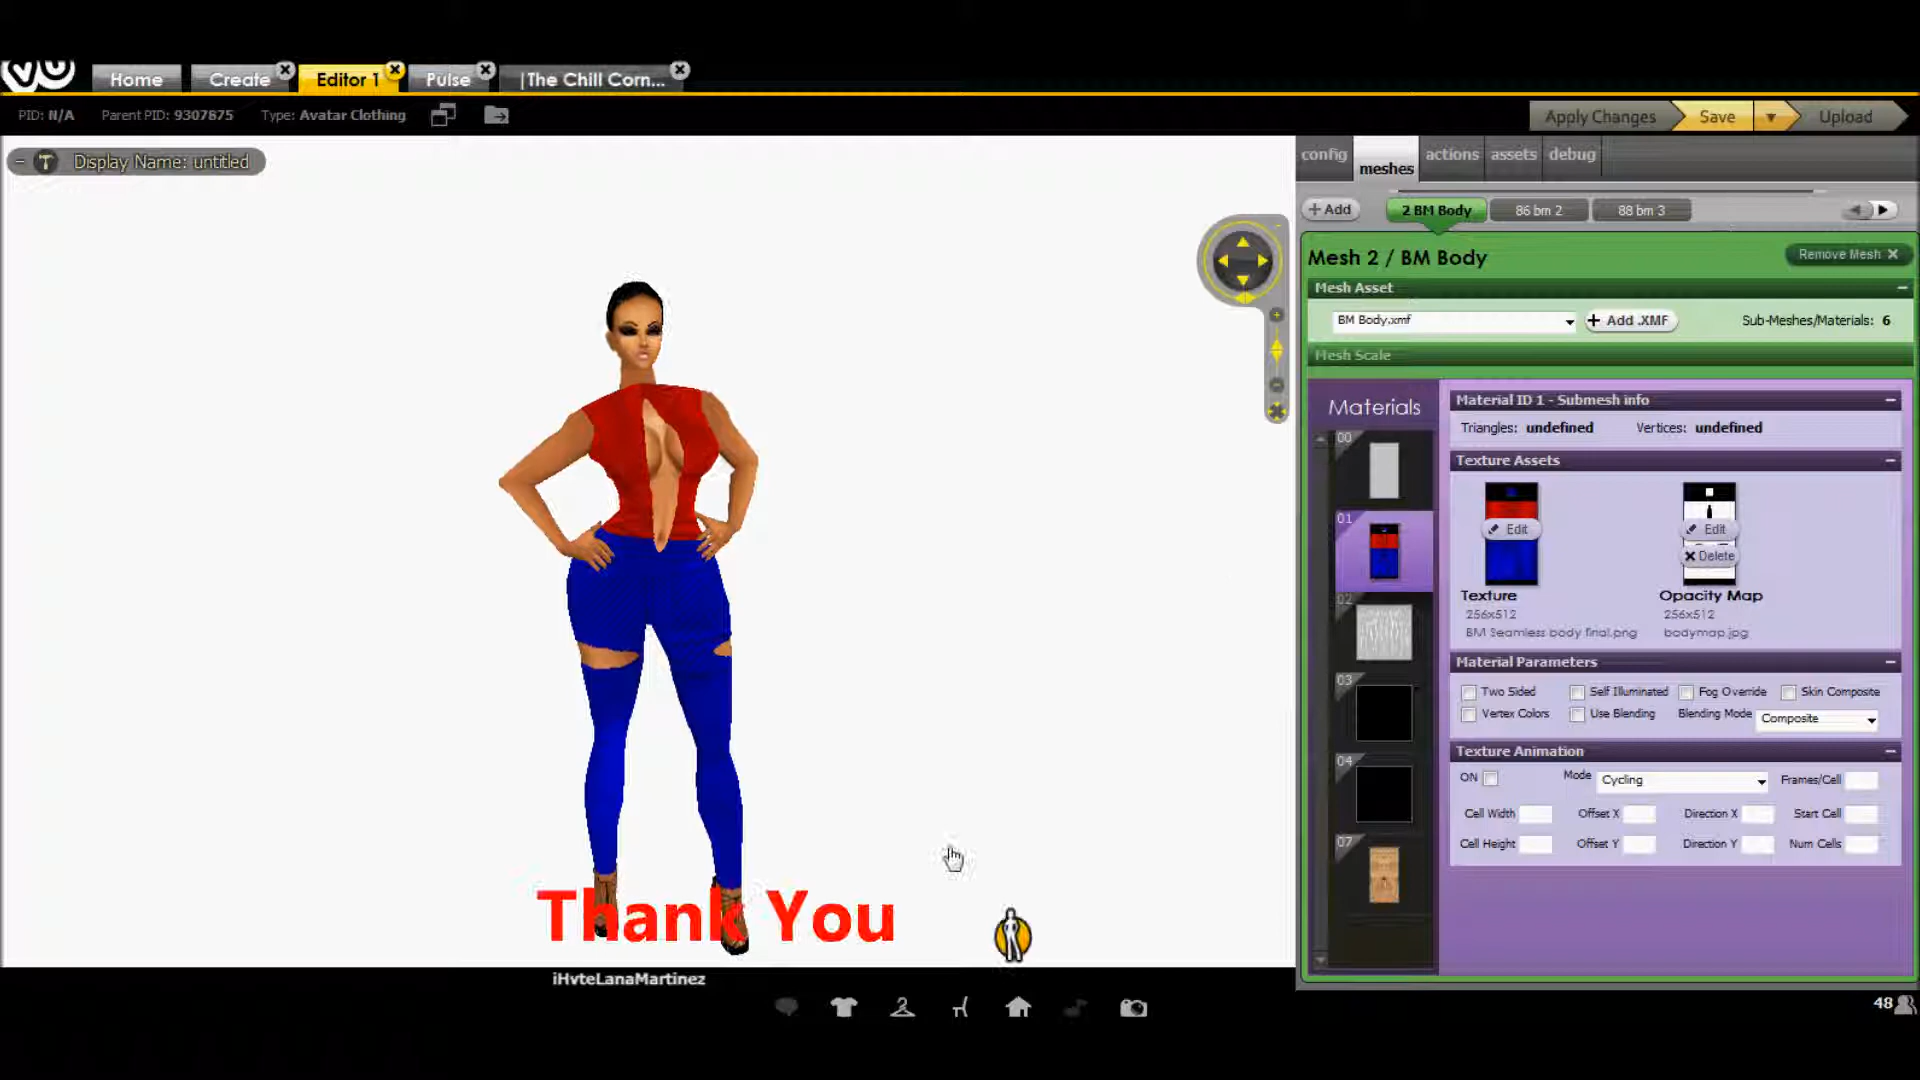 Home
Create
Editor 1
Pulse
|The Chill Corn...
PID: N/A Parent PID: 9307875 Type: Avatar Clothing
Apply Changes
Save
Upload
Display Name: untitled
config
meshes
actions
assets
debug
+ Add
2 BM Body
86 bm 2
88 bm 3
Mesh 2 / BM Body
Remove Mesh
Mesh Asset
BM Body.xmf
+ Add .XMF
Sub-Meshes/Materials: 6
Mesh Scale
Materials
00
01
02
03
04
07
Material ID 1 - Submesh info
Triangles: undefined Vertices: undefined
Texture Assets
Edit
Edit
Delete
Texture
256x512
BM Seamless body final.png
Opacity Map
256x512
bodymap.jpg
Material Parameters
Two Sided Self Illuminated Fog Override Skin Composite
Vertex Colors Use Blending Blending Mode Composite
Texture Animation
ON Mode Cycling Frames/Cell
Cell Width Offset X Direction X Start Cell
Cell Height Offset Y Direction Y Num Cells
Thank You
iHvteLanaMartinez
48